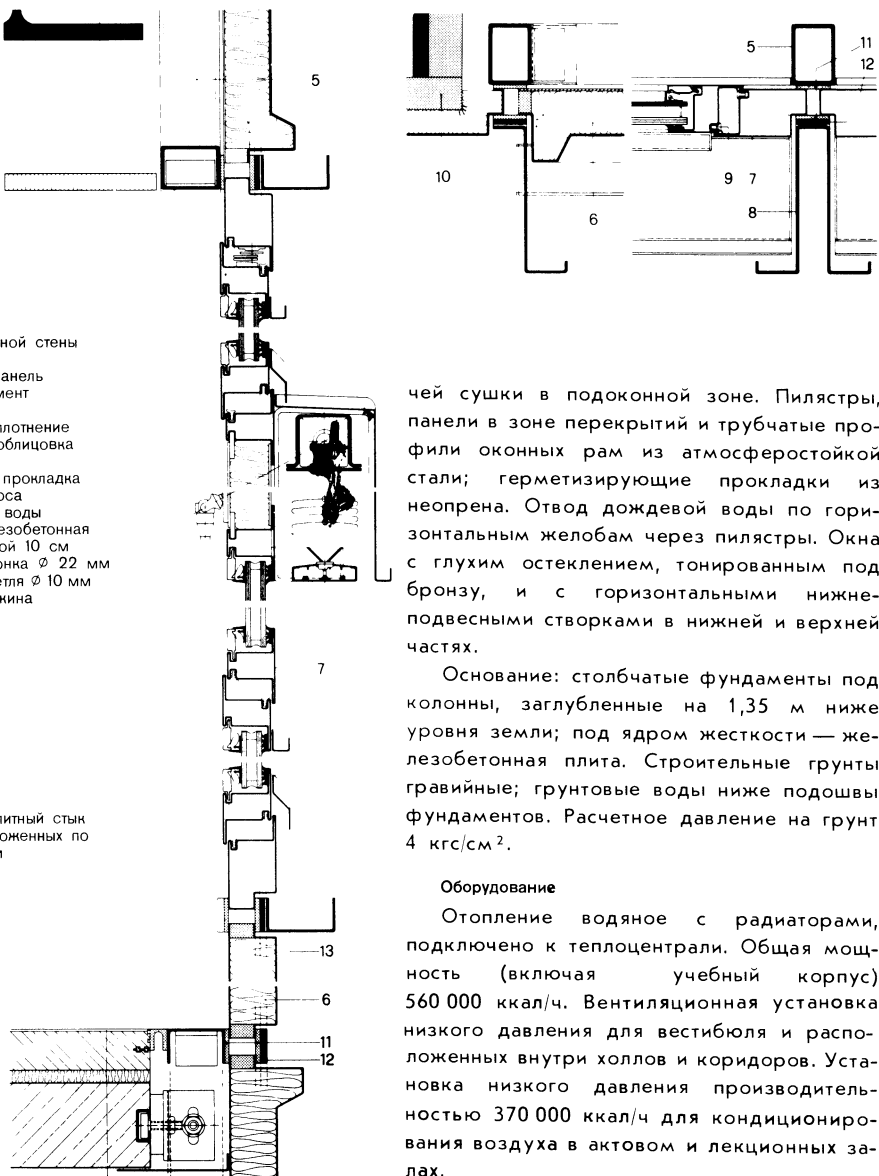 5
10
6
5
11
12
9 7
8
ной стены
анель
мент
плотнение
облицовка
прокладка
воды
езобетонная
ой 10 см
онка ∅ 22 мм
етля ∅ 10 мм
жина
7
литный стык
оженных по
13
6
11
12
чей сушки в подоконной зоне. Пилястры,
панели в зоне перекрытий и трубчатые про-
фили оконных рам из атмосферостойкой
стали; герметизирующие прокладки из
неопрена. Отвод дождевой воды по гори-
зонтальным желобам через пилястры. Окна
с глухим остеклением, тонированным под
бронзу, и с горизонтальными нижне-
подвесными створками в нижней и верхней
частях.
Основание: столбчатые фундаменты под
колонны, заглубленные на 1,35 м ниже
уровня земли; под ядром жесткости — же-
лезобетонная плита. Строительные грунты
гравийные; грунтовые воды ниже подошвы
фундаментов. Расчетное давление на грунт
4 кгс/см².
Оборудование
Отопление водяное с радиаторами,
подключено к теплоцентрали. Общая мощ-
ность (включая учебный корпус)
560 000 ккал/ч. Вентиляционная установка
низкого давления для вестибюля и распо-
ложенных внутри холлов и коридоров. Уста-
новка низкого давления производитель-
ностью 370 000 ккал/ч для кондициониро-
вания воздуха в актовом и лекционных за-
лах.